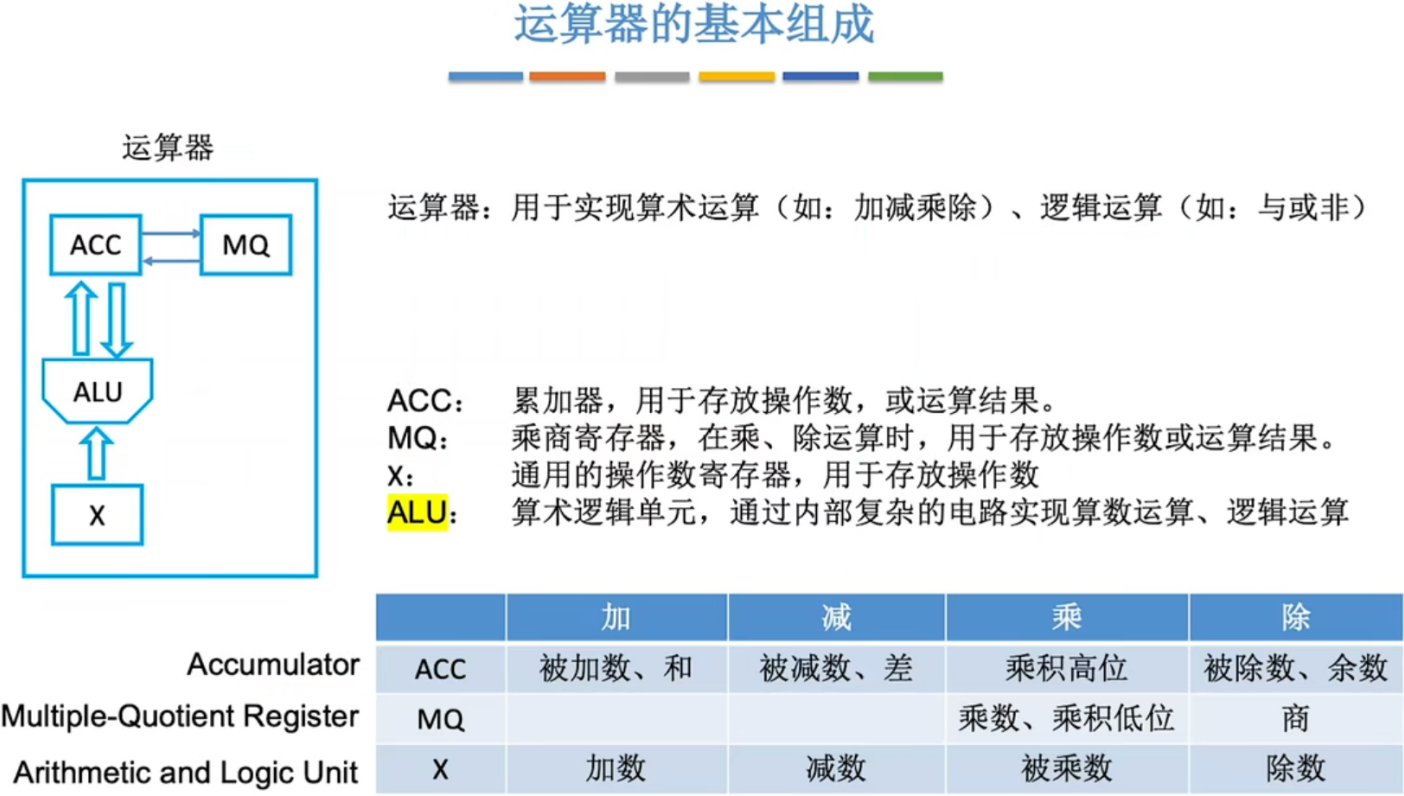 运算器的基本组成
运算器
ACC
MQ
ALU
X
运算器：用于实现算术运算（如：加减乘除）、逻辑运算（如：与或非）
ACC： 累加器，用于存放操作数，或运算结果。
MQ： 乘商寄存器，在乘、除运算时，用于存放操作数或运算结果。
X： 通用的操作数寄存器，用于存放操作数
ALU： 算术逻辑单元，通过内部复杂的电路实现算数运算、逻辑运算
加 减 乘 除
Accumulator ACC 被加数、和 被减数、差 乘积高位 被除数、余数
Multiple-Quotient Register MQ 乘数、乘积低位 商
Arithmetic and Logic Unit X 加数 减数 被乘数 除数